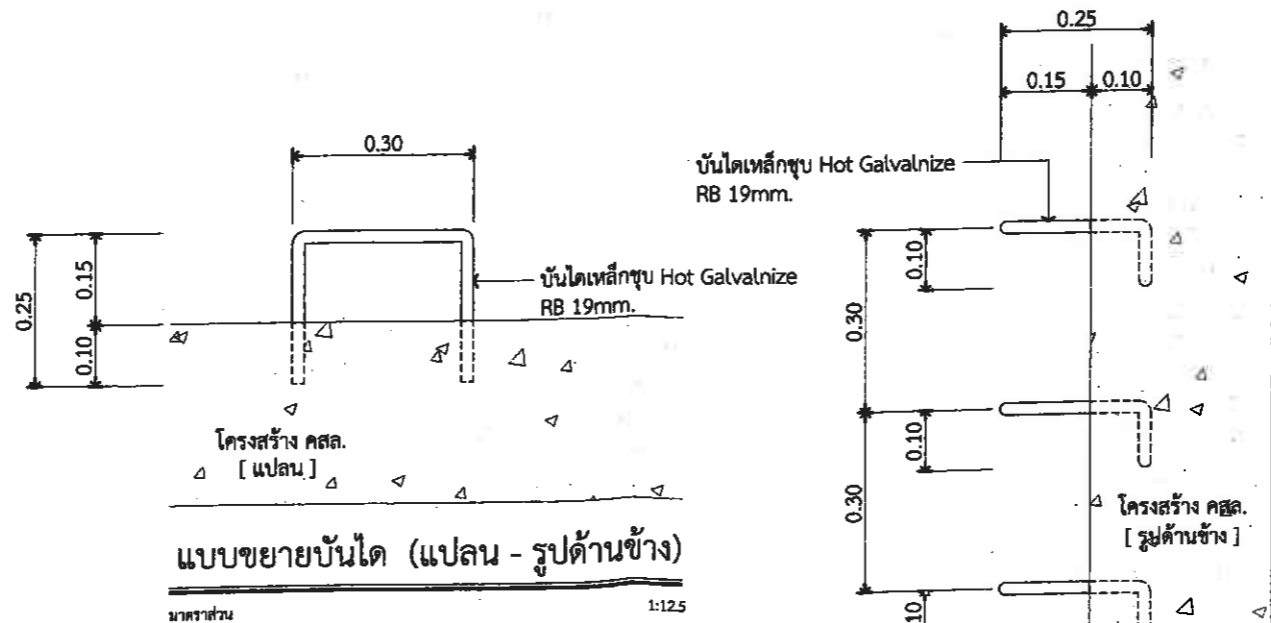 0.30
0.25
0.15
0.10
บันไดเหล็กชุบ Hot Galvalnize
RB 19mm.
โครงสร้าง คสล.
[ แปลน ]
แบบขยายบันได (แปลน - รูปด้านข้าง)
มาตราส่วน
1:12.5
0.25
0.15
0.10
บันไดเหล็กชุบ Hot Galvalnize
RB 19mm.
0.10
0.30
0.10
0.30
โครงสร้าง คสล.
[ รูปด้านข้าง ]